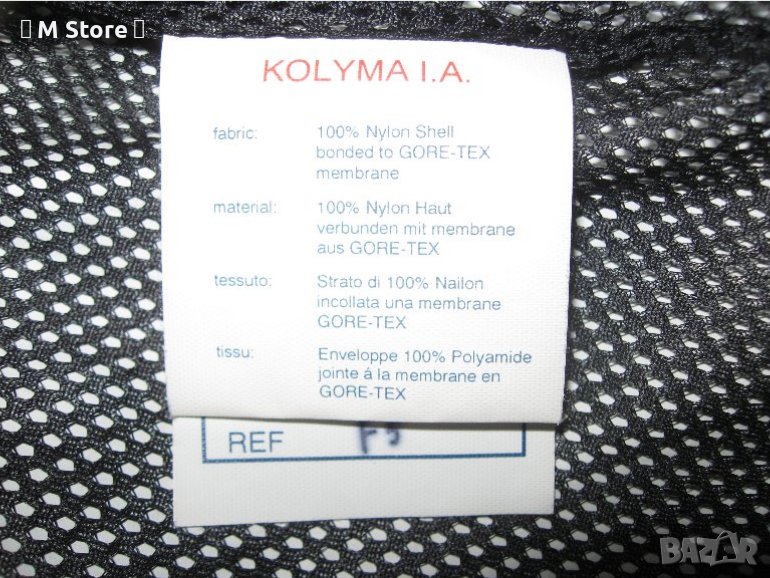 M Store
KOLYMA I.A.
fabric: 100% Nylon Shell
bonded to GORE-TEX
membrane
material: 100% Nylon Haut
verbunden mit membrane
aus GORE-TEX
tessuto: Strato di 100% Nailon
incollata una membrane
GORE-TEX
tissu: Enveloppe 100% Polyamide
jointe á la membrane en
GORE-TEX
REF
BAZAR